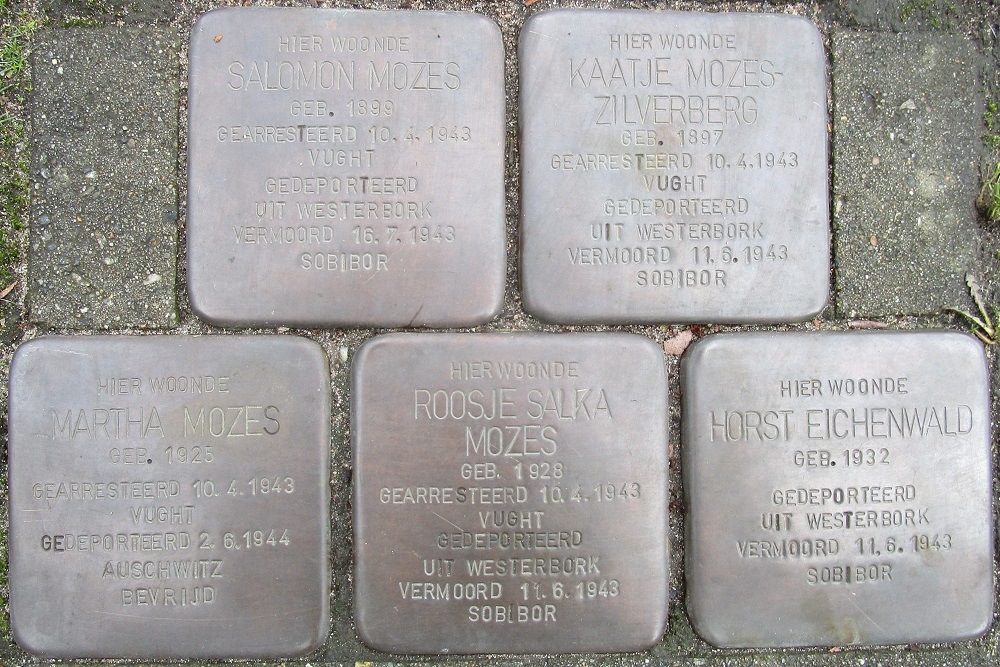 HIER WOONDE
SALOMON MOZES
GEB. 1899
GEARRESTEERD 10.4.1943
VUGHT
GEDEPORTEERD
UIT WESTERBORK
VERMOORD 16.7.1943
SOBIBOR
HIER WOONDE
KAATJE MOZES-
ZILVERBERG
GEB. 1897
GEARRESTEERD 10.4.1943
VUGHT
GEDEPORTEERD
UIT WESTERBORK
VERMOORD 11.6.1943
SOBIBOR
HIER WOONDE
MARTHA MOZES
GEB. 1925
GEARRESTEERD 10.4.1943
VUGHT
GEDEPORTEERD 2.6.1944
AUSCHWITZ
BEVRIJD
HIER WOONDE
ROOSJE SALKA
MOZES
GEB. 1928
GEARRESTEERD 10.4.1943
VUGHT
GEDEPORTEERD
UIT WESTERBORK
VERMOORD 11.6.1943
SOBIBOR
HIER WOONDE
HORST EICHENWALD
GEB. 1932
GEDEPORTEERD
UIT WESTERBORK
VERMOORD 11.6.1943
SOBIBOR